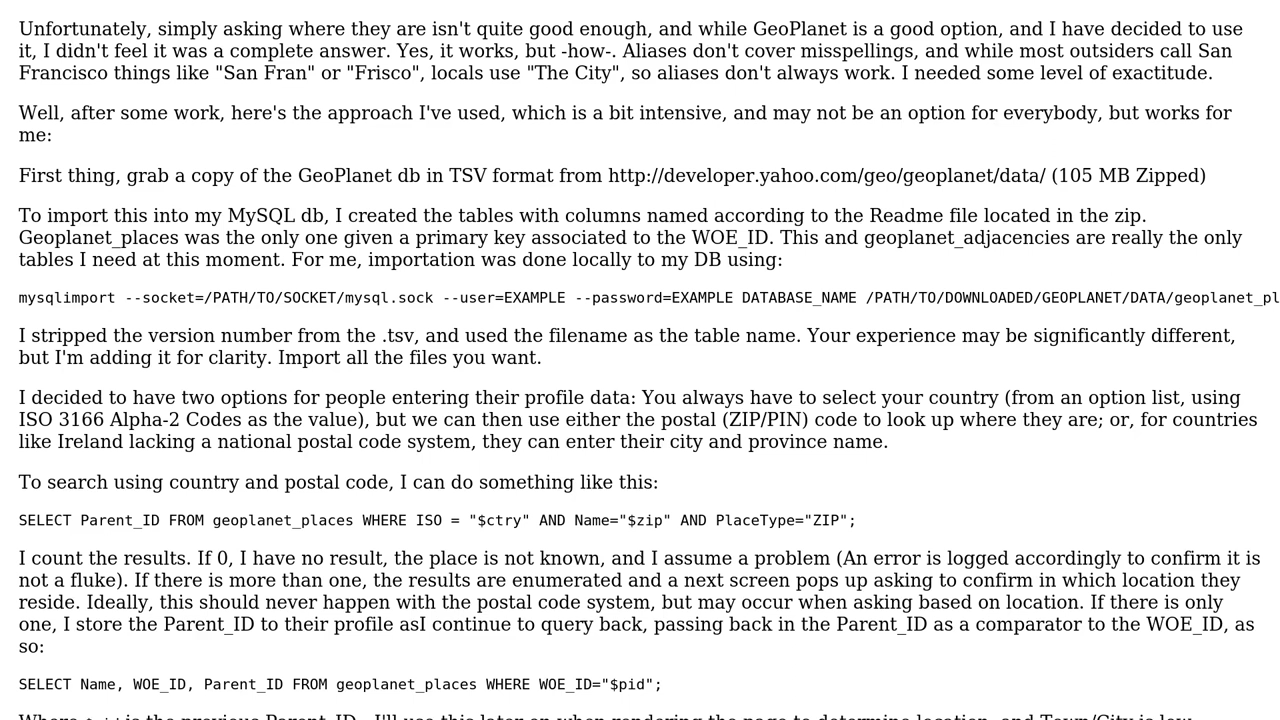 Unfortunately, simply asking where they are isn't quite good enough, and while GeoPlanet is a good option, and I have decided to use
it, I didn't feel it was a complete answer. Yes, it works, but -how-. Aliases don't cover misspellings, and while most outsiders call San
Francisco things like "San Fran" or "Frisco", locals use "The City", so aliases don't always work. I needed some level of exactitude.
Well, after some work, here's the approach I've used, which is a bit intensive, and may not be an option for everybody, but works for
me:
First thing, grab a copy of the GeoPlanet db in TSV format from http://developer.yahoo.com/geo/geoplanet/data/ (105 MB Zipped)
To import this into my MySQL db, I created the tables with columns named according to the Readme file located in the zip.
Geoplanet_places was the only one given a primary key associated to the WOE_ID. This and geoplanet_adjacencies are really the only
tables I need at this moment. For me, importation was done locally to my DB using:
mysqlimport --socket=/PATH/TO/SOCKET/mysql.sock --user=EXAMPLE --password=EXAMPLE DATABASE_NAME /PATH/TO/DOWNLOADED/GEOPLANET/DATA/geoplanet_pl
I stripped the version number from the .tsv, and used the filename as the table name. Your experience may be significantly different,
but I'm adding it for clarity. Import all the files you want.
I decided to have two options for people entering their profile data: You always have to select your country (from an option list, using
ISO 3166 Alpha-2 Codes as the value), but we can then use either the postal (ZIP/PIN) code to look up where they are; or, for countries
like Ireland lacking a national postal code system, they can enter their city and province name.
To search using country and postal code, I can do something like this:
SELECT Parent_ID FROM geoplanet_places WHERE ISO = "$ctry" AND Name="$zip" AND PlaceType="ZIP";
I count the results. If 0, I have no result, the place is not known, and I assume a problem (An error is logged accordingly to confirm it is
not a fluke). If there is more than one, the results are enumerated and a next screen pops up asking to confirm in which location they
reside. Ideally, this should never happen with the postal code system, but may occur when asking based on location. If there is only
one, I store the Parent_ID to their profile asI continue to query back, passing back in the Parent_ID as a comparator to the WOE_ID, as
so:
SELECT Name, WOE_ID, Parent_ID FROM geoplanet_places WHERE WOE_ID="$pid";